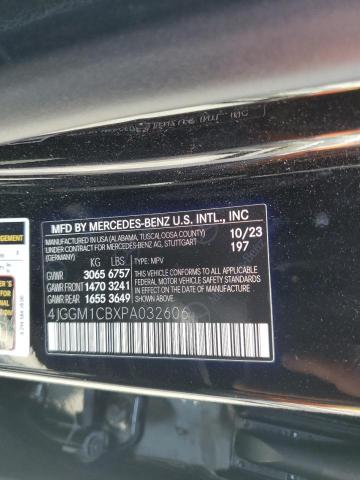 MFD BY MERCEDES-BENZ U.S. INTL., INC
MANUFACTURED IN USA (ALABAMA, TUSCALOOSA COUNTY) 10/23
UNDER CONTRACT FOR MERCEDES-BENZ AG, STUTTGART 197
GERMANY
KG LBS TYPE: MPV
GVWR 3065 6757 THIS VEHICLE CONFORMS TO ALL APPLICABLE
GAWR FRONT 1470 3241 FEDERAL MOTOR VEHICLE SAFETY STANDARDS IN
GAWR REAR 1655 3649 EFFECT ON THE DATE OF MANUFACTURE SHOWN ABOVE
4JGGM1CBXPA032606